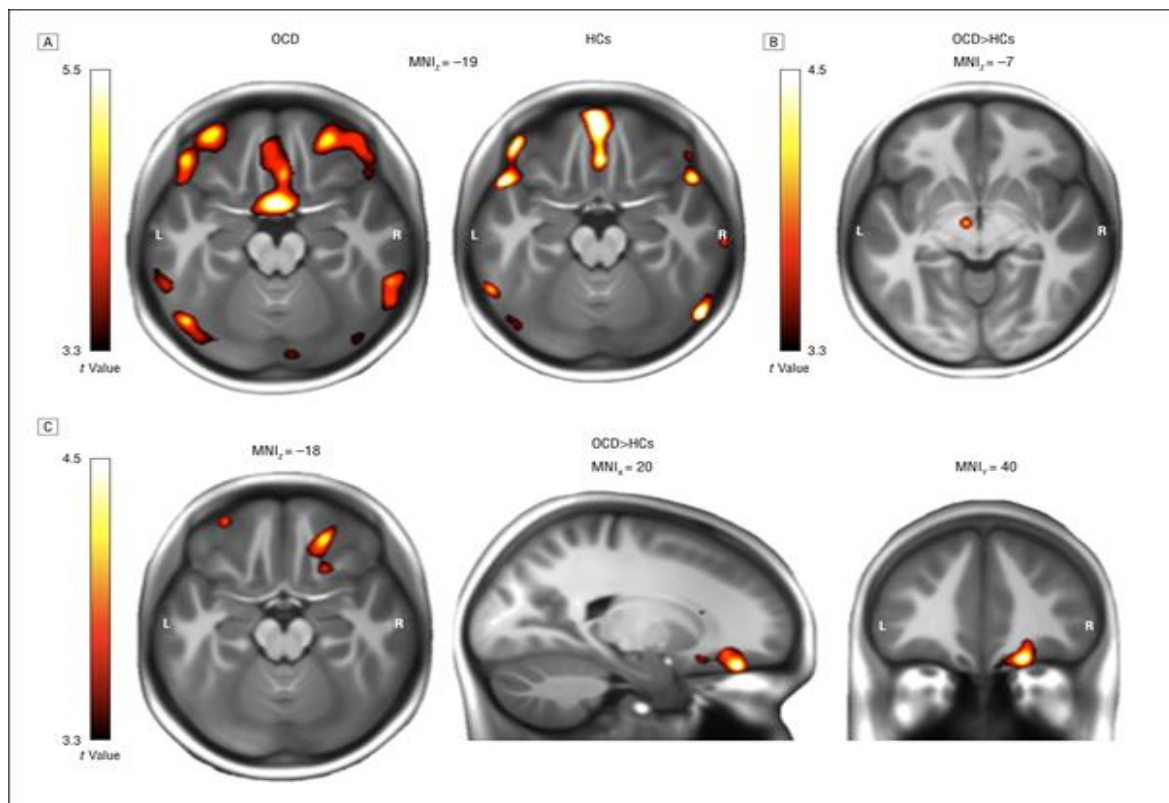 A
OCD
HCs
MNIz = –19
5.5
L
R
L
R
3.3
t Value
B
OCD>HCs
MNIz = –7
4.5
L
R
3.3
t Value
C
MNIz = –18
4.5
L
R
3.3
t Value
OCD>HCs
MNIx = 20
MNIY = 40
L
R